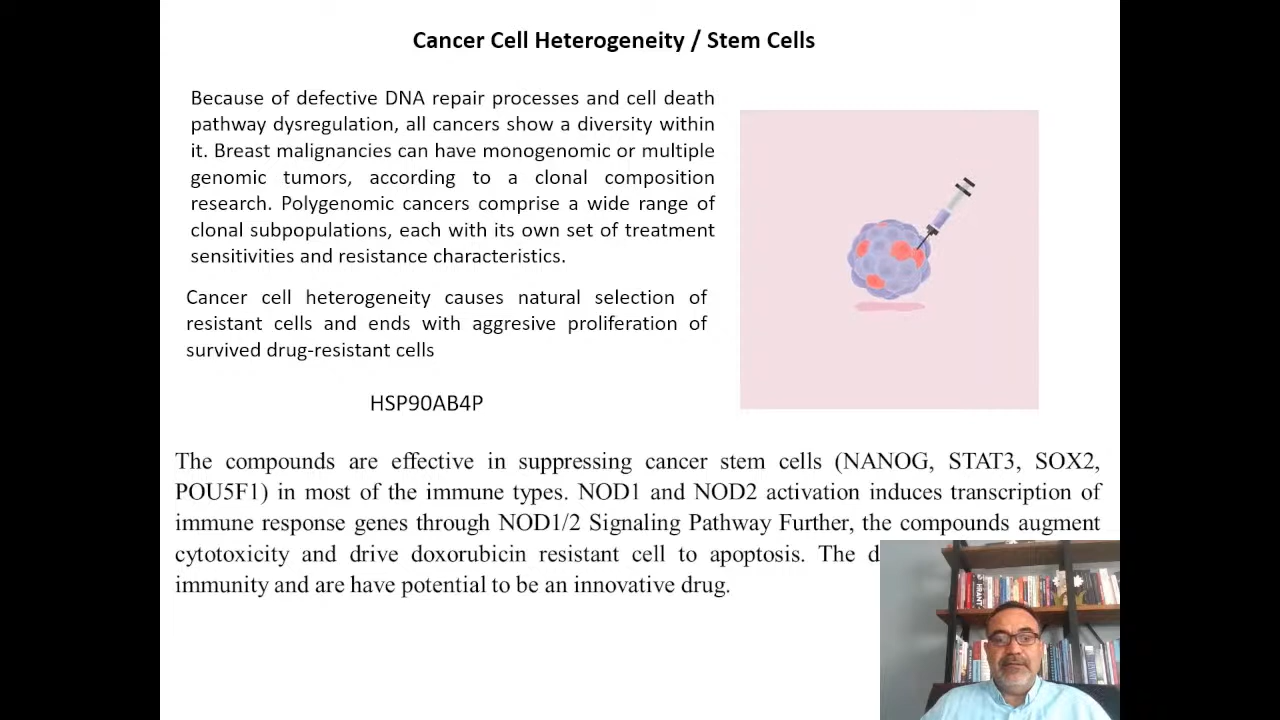 Cancer Cell Heterogeneity / Stem Cells
Because of defective DNA repair processes and cell death
pathway dysregulation, all cancers show a diversity within
it. Breast malignancies can have monogenomic or multiple
genomic tumors, according to a clonal composition
research. Polygenomic cancers comprise a wide range of
clonal subpopulations, each with its own set of treatment
sensitivities and resistance characteristics.
Cancer cell heterogeneity causes natural selection of
resistant cells and ends with aggresive proliferation of
survived drug-resistant cells
HSP90AB4P
The compounds are effective in suppressing cancer stem cells (NANOG, STAT3, SOX2,
POU5F1) in most of the immune types. NOD1 and NOD2 activation induces transcription of
immune response genes through NOD1/2 Signaling Pathway Further, the compounds augment
cytotoxicity and drive doxorubicin resistant cell to apoptosis. The d
immunity and are have potential to be an innovative drug.